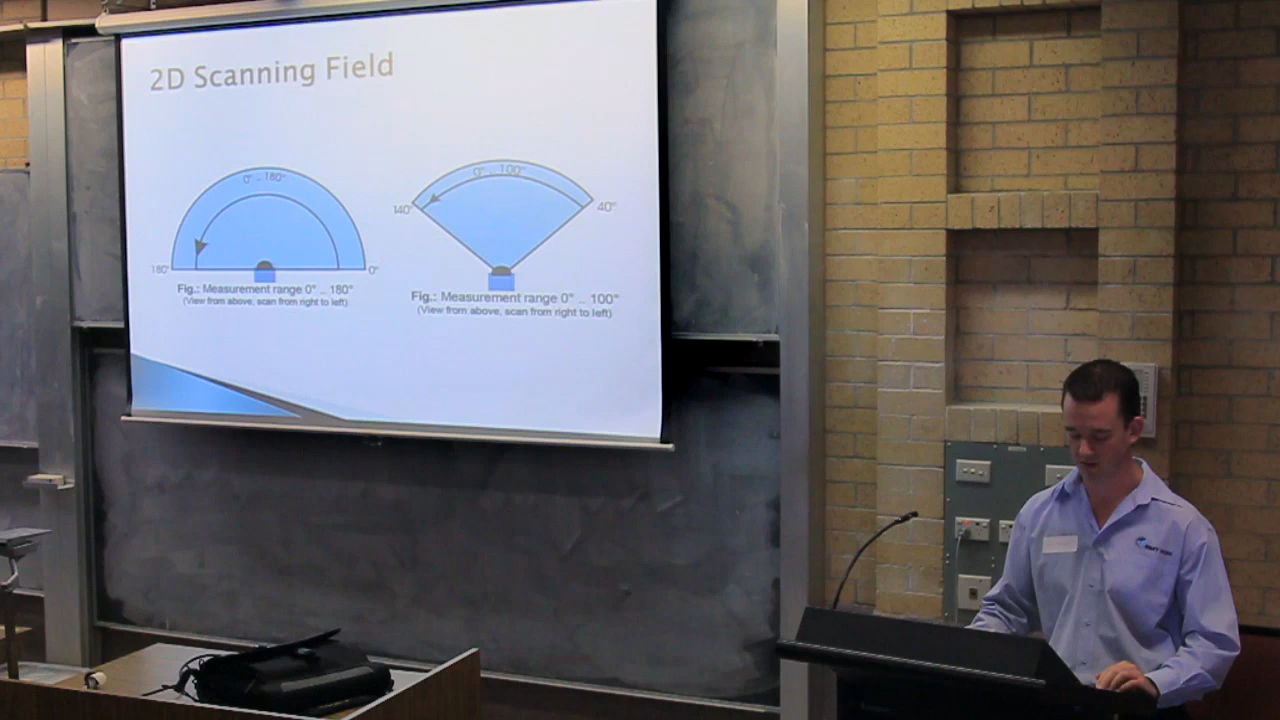 2D Scanning Field
0° .. 180°
180°
0°
Fig.: Measurement range 0° .. 180°
(View from above, scan from right to left)
0° .. 100°
140°
40°
Fig.: Measurement range 0° .. 100°
(View from above, scan from right to left)